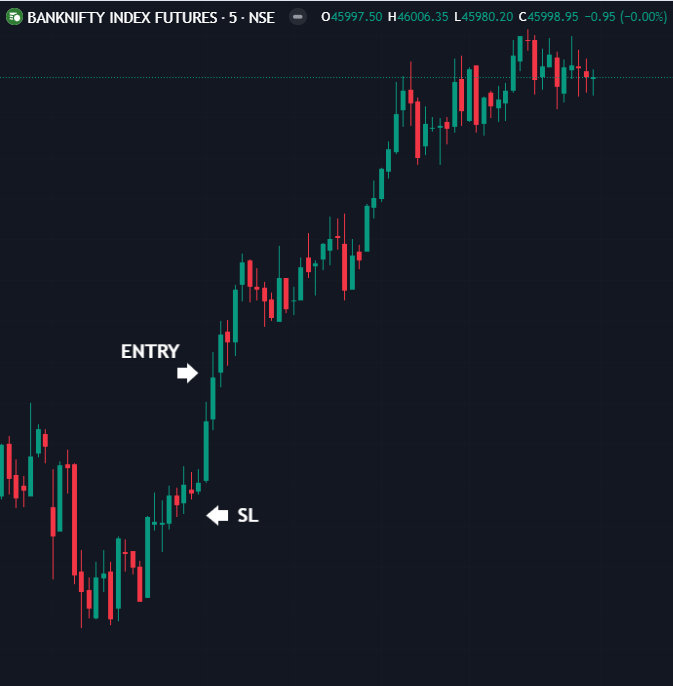 BANKNIFTY INDEX FUTURES · 5 · NSE O45997.50 H46006.35 L45980.20 C45998.95 −0.95 (−0.00%)
ENTRY
SL